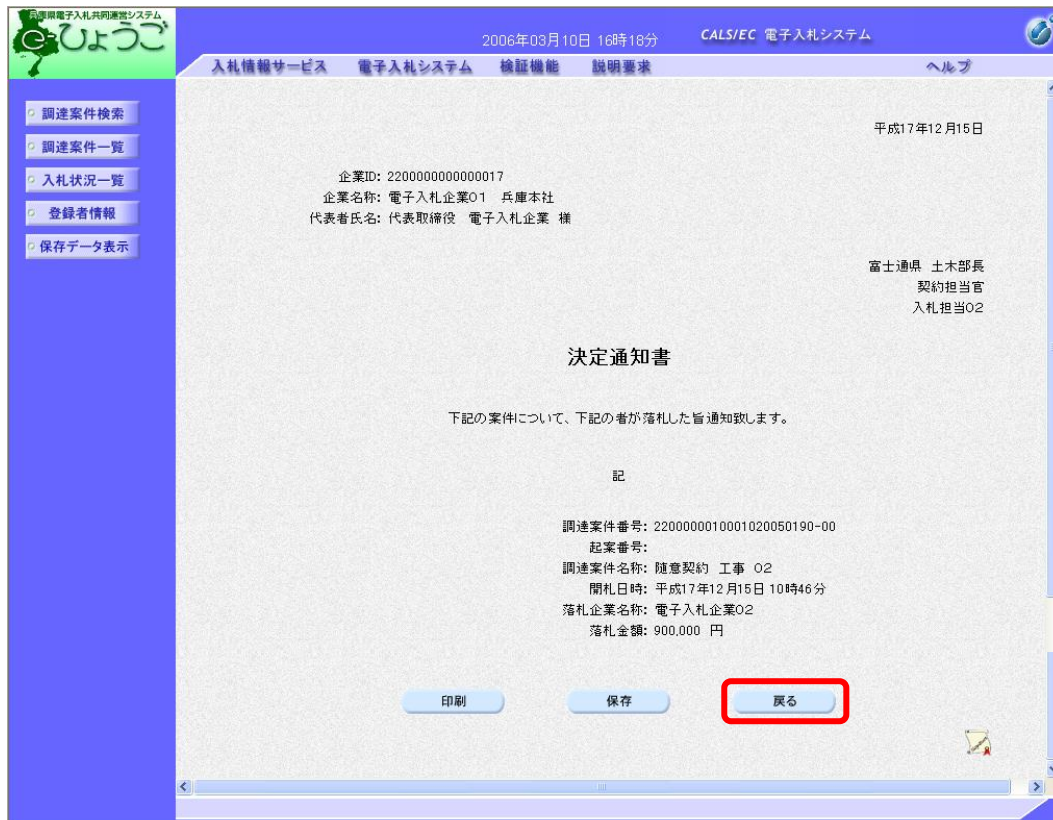 兵庫県電子入札共同運営システム
e-ひょうご
2006年03月10日 16時18分
CALS/EC 電子入札システム
入札情報サービス 電子入札システム 検証機能 説明要求 ヘルプ
調達案件検索
調達案件一覧
入札状況一覧
登録者情報
保存データ表示
平成17年12月15日
企業ID: 2200000000000017
企業名称: 電子入札企業01 兵庫本社
代表者氏名: 代表取締役 電子入札企業 様
富士通県 土木部長
契約担当官
入札担当02
決定通知書
下記の案件について、下記の者が落札した旨通知致します。
記
調達案件番号: 2200000010001020050190-00
起案番号:
調達案件名称: 随意契約 工事 02
開札日時: 平成17年12月15日 10時46分
落札企業名称: 電子入札企業02
落札金額: 900,000 円
印刷 保存 戻る